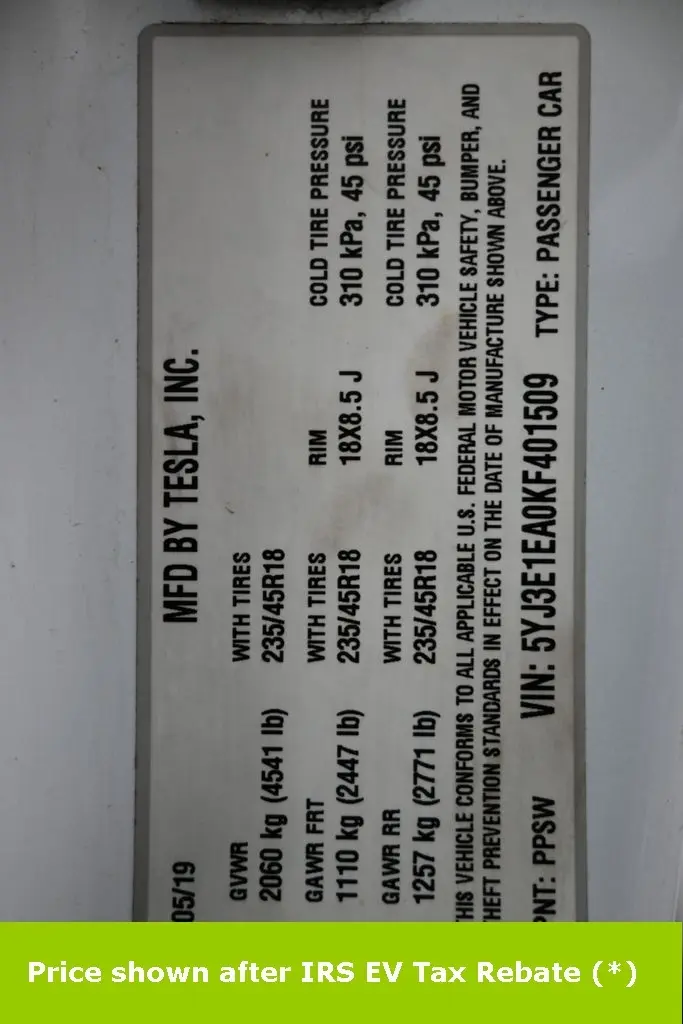 05/19 MFD BY TESLA, INC.
GVWR WITH TIRES
2060 kg (4541 lb) 235/45R18
GAWR FRT WITH TIRES RIM COLD TIRE PRESSURE
1110 kg (2447 lb) 235/45R18 18X8.5 J 310 kPa, 45 psi
GAWR RR WITH TIRES RIM COLD TIRE PRESSURE
1257 kg (2771 lb) 235/45R18 18X8.5 J 310 kPa, 45 psi
THIS VEHICLE CONFORMS TO ALL APPLICABLE U.S. FEDERAL MOTOR VEHICLE SAFETY, BUMPER, AND
THEFT PREVENTION STANDARDS IN EFFECT ON THE DATE OF MANUFACTURE SHOWN ABOVE.
PNT: PPSW VIN: 5YJ3E1EA0KF401509 TYPE: PASSENGER CAR
Price shown after IRS EV Tax Rebate (*)